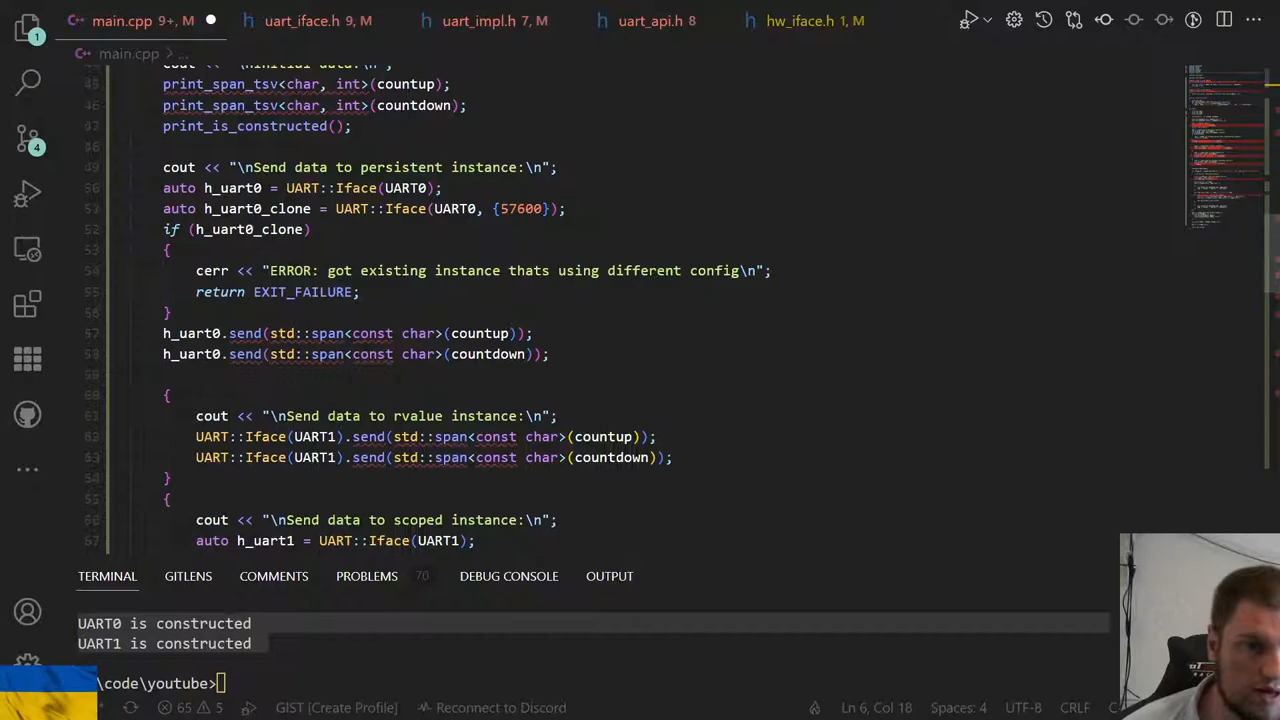 main.cpp 9+, M
uart_iface.h 9, M
uart_impl.h 7, M
uart_api.h 8
hw_iface.h 1, M
main.cpp > ...
print_span_tsv<char, int>(countup);
print_span_tsv<char, int>(countdown);
print_is_constructed();
cout << "\nSend data to persistent instance:\n";
auto h_uart0 = UART::Iface(UART0);
auto h_uart0_clone = UART::Iface(UART0, {57600});
if (h_uart0_clone)
{
cerr << "ERROR: got existing instance thats using different config\n";
return EXIT_FAILURE;
}
h_uart0.send(std::span<const char>(countup));
h_uart0.send(std::span<const char>(countdown));
{
cout << "\nSend data to rvalue instance:\n";
UART::Iface(UART1).send(std::span<const char>(countup));
UART::Iface(UART1).send(std::span<const char>(countdown));
}
{
cout << "\nSend data to scoped instance:\n";
auto h_uart1 = UART::Iface(UART1);
TERMINAL
GITLENS
COMMENTS
PROBLEMS 70
DEBUG CONSOLE
OUTPUT
UART0 is constructed
UART1 is constructed
\code\youtube>
65 5
GIST [Create Profile]
Reconnect to Discord
Ln 6, Col 18
Spaces: 4
UTF-8
CRLF
1
4